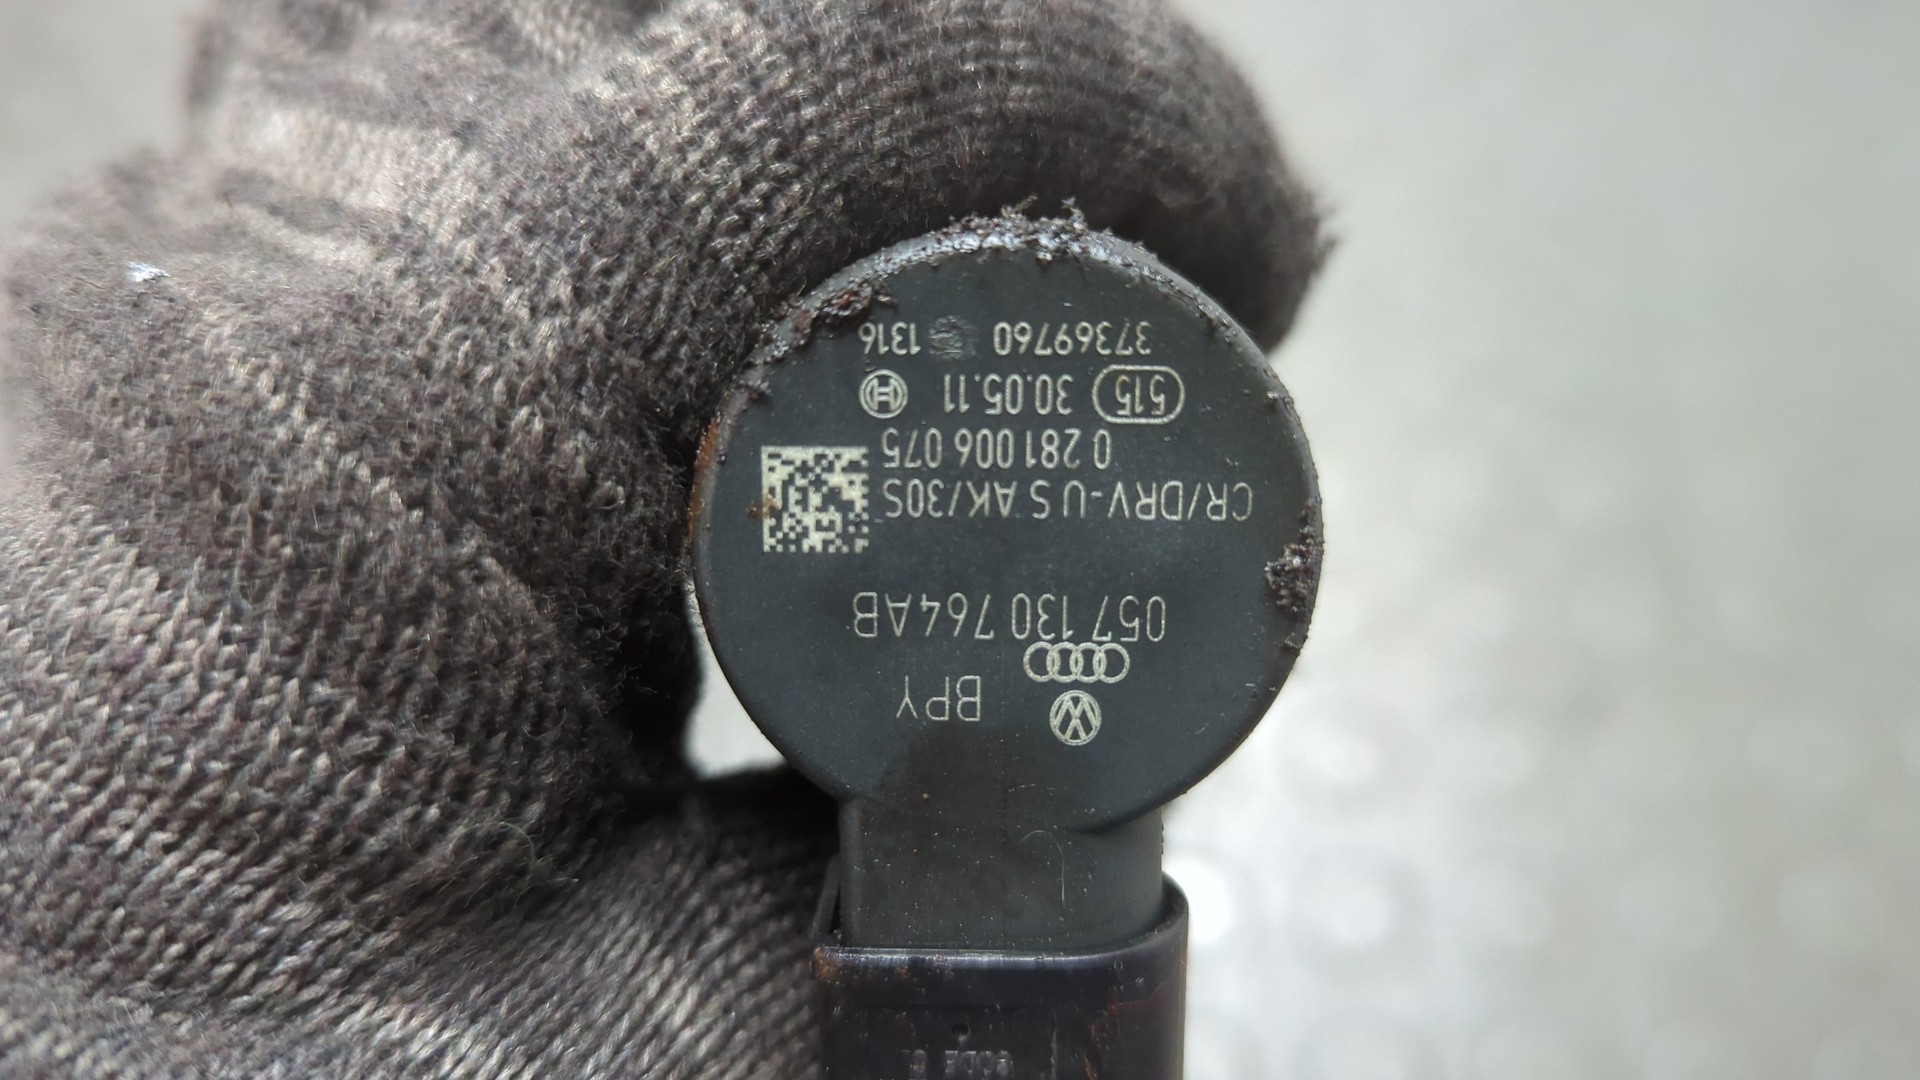 BPY
057 130 764AB
CR/DRV-U S AK/30S
0 281 006 075
515 30.05.11
37369760 1316